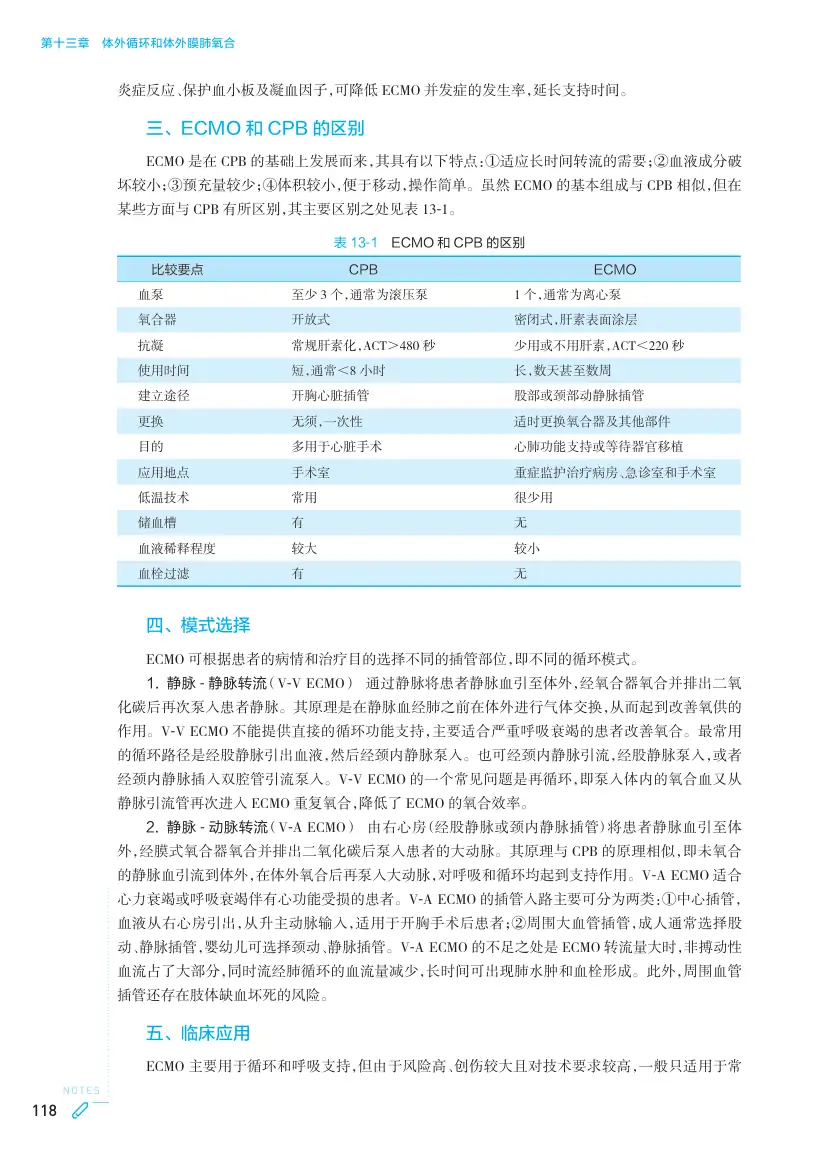 第十三章　体外循环和体外膜肺氧合
炎症反应、保护血小板及凝血因子,可降低 ECMO 并发症的发生率,延长支持时间。
三、ECMO 和 CPB 的区别
ECMO 是在 CPB 的基础上发展而来,其具有以下特点:①适应长时间转流的需要;②血液成分破
坏较小;③预充量较少;④体积较小,便于移动,操作简单。虽然 ECMO 的基本组成与 CPB 相似,但在
某些方面与 CPB 有所区别,其主要区别之处见表 13-1。
表 13-1　ECMO 和 CPB 的区别
比较要点　CPB　ECMO
血泵　至少 3 个,通常为滚压泵　1 个,通常为离心泵
氧合器　开放式　密闭式,肝素表面涂层
抗凝　常规肝素化,ACT＞480 秒　少用或不用肝素,ACT＜220 秒
使用时间　短,通常＜8 小时　长,数天甚至数周
建立途径　开胸心脏插管　股部或颈部动静脉插管
更换　无须,一次性　适时更换氧合器及其他部件
目的　多用于心脏手术　心肺功能支持或等待器官移植
应用地点　手术室　重症监护治疗病房、急诊室和手术室
低温技术　常用　很少用
储血槽　有　无
血液稀释程度　较大　较小
血栓过滤　有　无
四、模式选择
ECMO 可根据患者的病情和治疗目的选择不同的插管部位,即不同的循环模式。
1. 静脉 - 静脉转流(V-V ECMO)　通过静脉将患者静脉血引至体外,经氧合器氧合并排出二氧
化碳后再次泵入患者静脉。其原理是在静脉血经肺之前在体外进行气体交换,从而起到改善氧供的
作用。V-V ECMO 不能提供直接的循环功能支持,主要适合严重呼吸衰竭的患者改善氧合。最常用
的循环路径是经股静脉引出血液,然后经颈内静脉泵入。也可经颈内静脉引流,经股静脉泵入,或者
经颈内静脉插入双腔管引流泵入。V-V ECMO 的一个常见问题是再循环,即泵入体内的氧合血又从
静脉引流管再次进入 ECMO 重复氧合,降低了 ECMO 的氧合效率。
2. 静脉 - 动脉转流(V-A ECMO)　由右心房(经股静脉或颈内静脉插管)将患者静脉血引至体
外,经膜式氧合器氧合并排出二氧化碳后泵入患者的大动脉。其原理与 CPB 的原理相似,即未氧合
的静脉血引流到体外,在体外氧合后再泵入大动脉,对呼吸和循环均起到支持作用。V-A ECMO 适合
心力衰竭或呼吸衰竭伴有心功能受损的患者。V-A ECMO 的插管入路主要可分为两类:①中心插管,
血液从右心房引出,从升主动脉输入,适用于开胸手术后患者;②周围大血管插管,成人通常选择股
动、静脉插管,婴幼儿可选择颈动、静脉插管。V-A ECMO 的不足之处是 ECMO 转流量大时,非搏动性
血流占了大部分,同时流经肺循环的血流量减少,长时间可出现肺水肿和血栓形成。此外,周围血管
插管还存在肢体缺血坏死的风险。
五、临床应用
ECMO 主要用于循环和呼吸支持,但由于风险高、创伤较大且对技术要求较高,一般只适用于常
NOTES
118